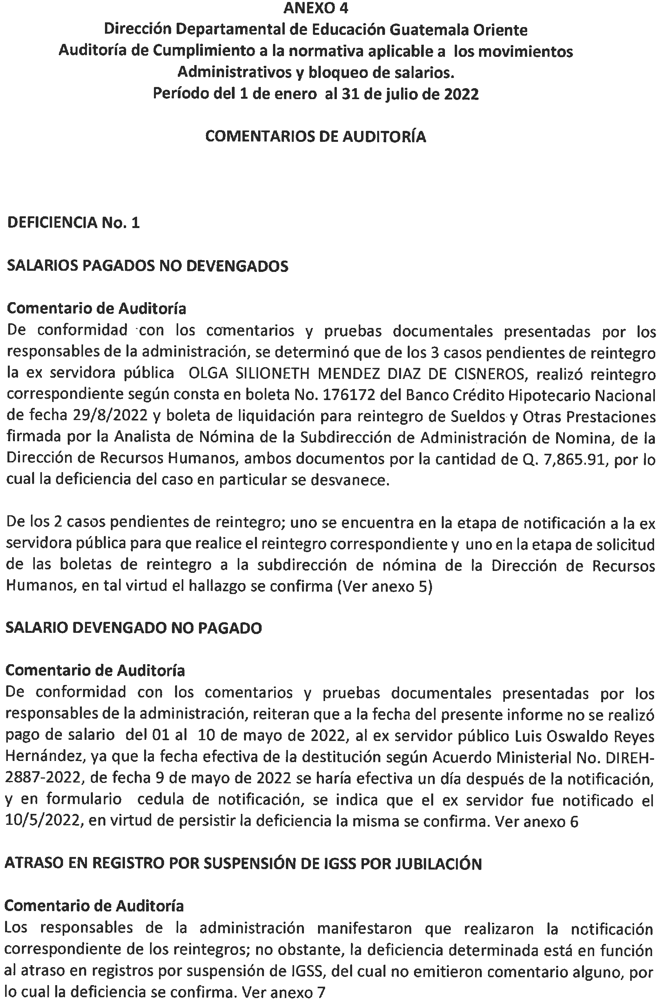 ANEXO 4
Dirección Departamental de Educación Guatemala Oriente
Auditoría de Cumplimiento a la normativa aplicable a los movimientos
Administrativos y bloqueo de salarios.
Período del 1 de enero al 31 de julio de 2022
COMENTARIOS DE AUDITORÍA
DEFICIENCIA No. 1
SALARIOS PAGADOS NO DEVENGADOS
Comentario de Auditoría
De conformidad con los comentarios y pruebas documentales presentadas por los
responsables de la administración, se determinó que de los 3 casos pendientes de reintegro
la ex servidora pública OLGA SILIONETH MENDEZ DIAZ DE CISNEROS, realizó reintegro
correspondiente según consta en boleta No. 176172 del Banco Crédito Hipotecario Nacional
de fecha 29/8/2022 y boleta de liquidación para reintegro de Sueldos y Otras Prestaciones
firmada por la Analista de Nómina de la Subdirección de Administración de Nomina, de la
Dirección de Recursos Humanos, ambos documentos por la cantidad de Q. 7,865.91, por lo
cual la deficiencia del caso en particular se desvanece.
De los 2 casos pendientes de reintegro; uno se encuentra en la etapa de notificación a la ex
servidora pública para que realice el reintegro correspondiente y uno en la etapa de solicitud
de las boletas de reintegro a la subdirección de nómina de la Dirección de Recursos
Humanos, en tal virtud el hallazgo se confirma (Ver anexo 5)
SALARIO DEVENGADO NO PAGADO
Comentario de Auditoría
De conformidad con los comentarios y pruebas documentales presentadas por los
responsables de la administración, reiteran que a la fecha del presente informe no se realizó
pago de salario del 01 al 10 de mayo de 2022, al ex servidor público Luis Oswaldo Reyes
Hernández, ya que la fecha efectiva de la destitución según Acuerdo Ministerial No. DIREH-
2887-2022, de fecha 9 de mayo de 2022 se haría efectiva un día después de la notificación,
y en formulario cedula de notificación, se indica que el ex servidor fue notificado el
10/5/2022, en virtud de persistir la deficiencia la misma se confirma. Ver anexo 6
ATRASO EN REGISTRO POR SUSPENSIÓN DE IGSS POR JUBILACIÓN
Comentario de Auditoría
Los responsables de la administración manifestaron que realizaron la notificación
correspondiente de los reintegros; no obstante, la deficiencia determinada está en función
al atraso en registros por suspensión de IGSS, del cual no emitieron comentario alguno, por
lo cual la deficiencia se confirma. Ver anexo 7